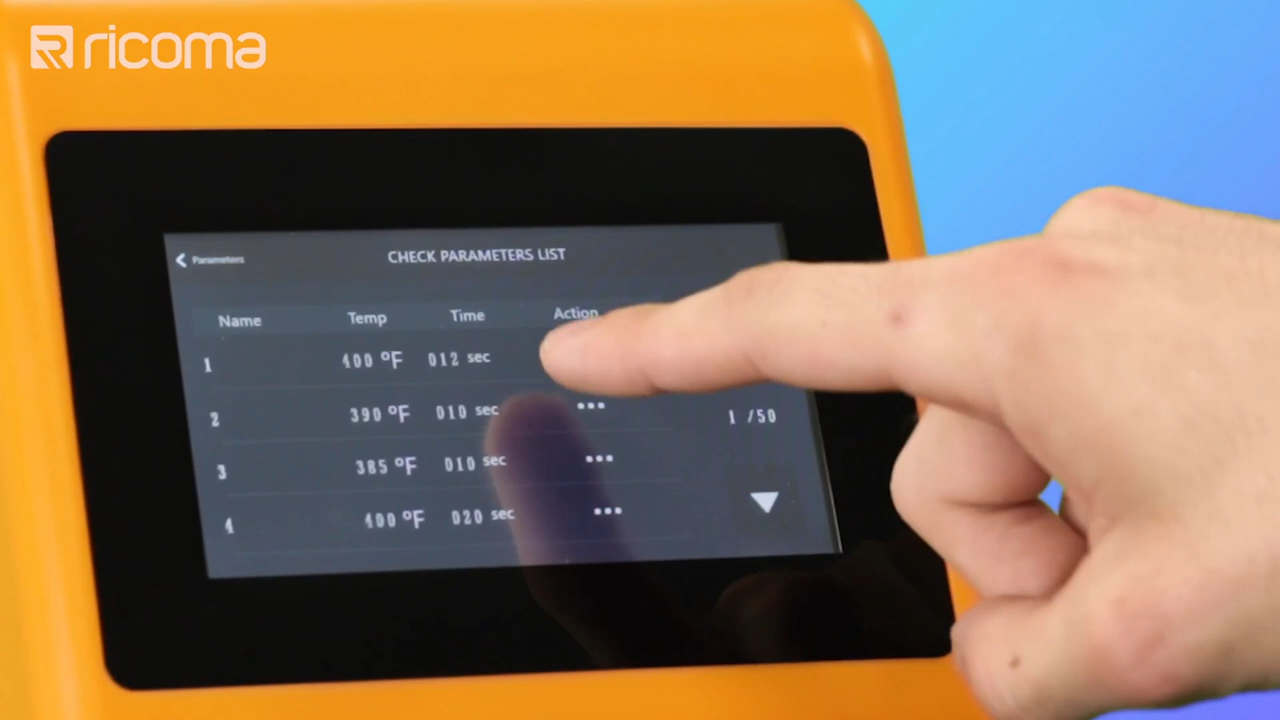 ricoma
Parameters
CHECK PARAMETERS LIST
Name Temp Time Action
1 400 °F 012 sec
2 390 °F 010 sec •••
1 /50
3 385 °F 010 sec •••
4 400 °F 020 sec •••